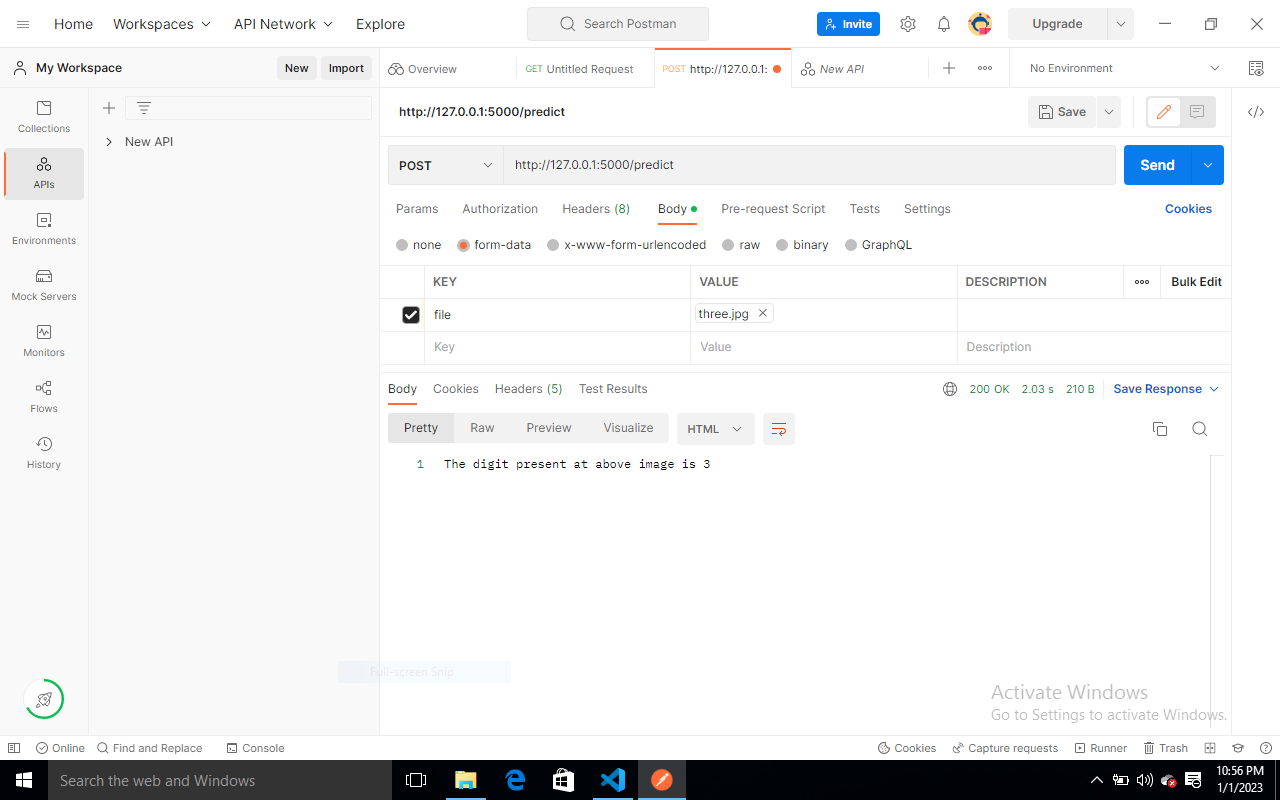 Home Workspaces API Network Explore Search Postman Invite Upgrade
My Workspace New Import Overview GET Untitled Request POST http://127.0.0.1: New API No Environment
Collections
APIs
Environments
Mock Servers
Monitors
Flows
History
New API
http://127.0.0.1:5000/predict Save
POST http://127.0.0.1:5000/predict Send
Params Authorization Headers (8) Body Pre-request Script Tests Settings Cookies
none form-data x-www-form-urlencoded raw binary GraphQL
KEY VALUE DESCRIPTION Bulk Edit
file three.jpg
Key Value Description
Body Cookies Headers (5) Test Results 200 OK 2.03 s 210 B Save Response
Pretty Raw Preview Visualize HTML
1 The digit present at above image is 3
Full-screen Snip
Activate Windows
Go to Settings to activate Windows.
Online Find and Replace Console Cookies Capture requests Runner Trash
Search the web and Windows 10:56 PM
1/1/2023